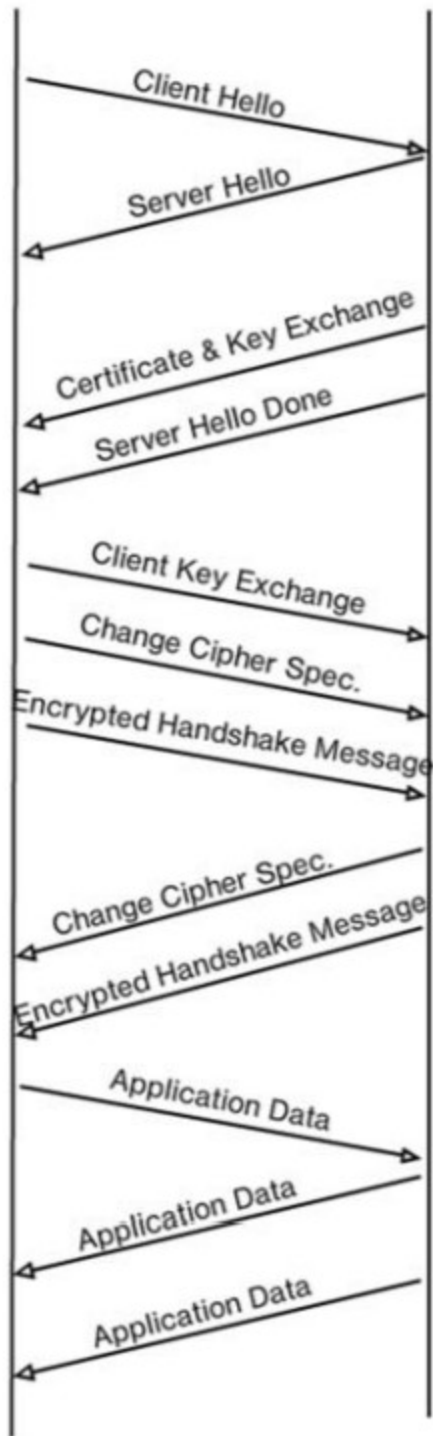 Client Hello
Server Hello
Certificate & Key Exchange
Server Hello Done
Client Key Exchange
Change Cipher Spec.
Encrypted Handshake Message
Change Cipher Spec.
Encrypted Handshake Message
Application Data
Application Data
Application Data